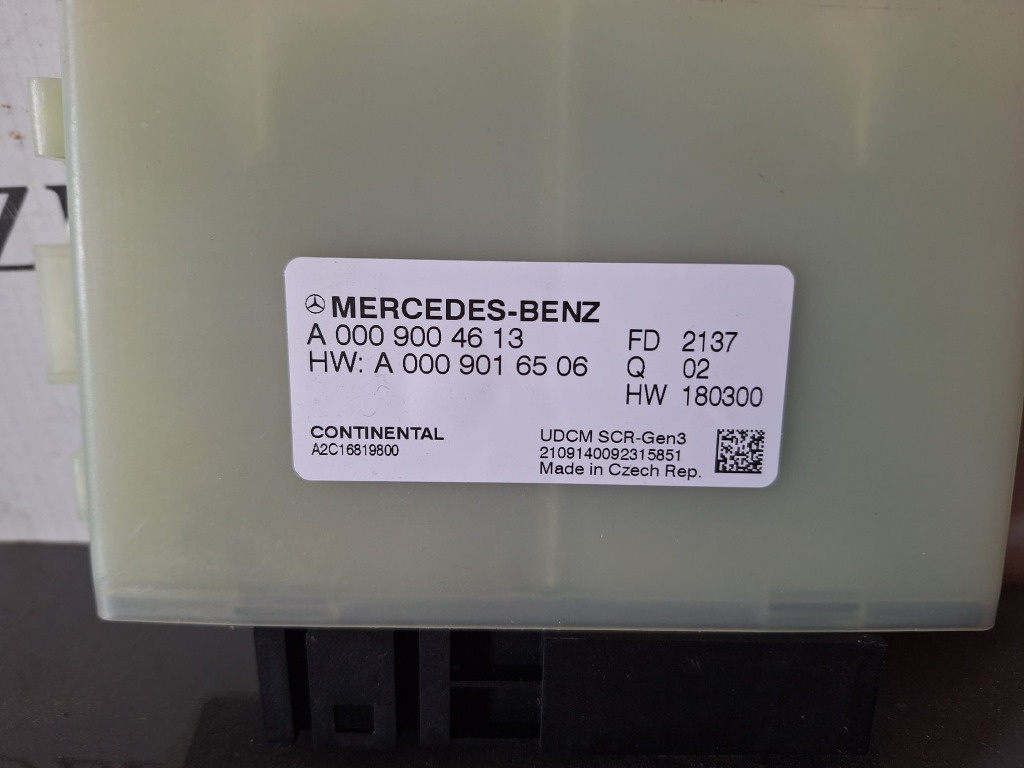 MERCEDES-BENZ
A 000 900 46 13
HW: A 000 901 65 06
FD 2137
Q 02
HW 180300
CONTINENTAL
A2C16819800
UDCM SCR-Gen3
2109140092315851
Made in Czech Rep.